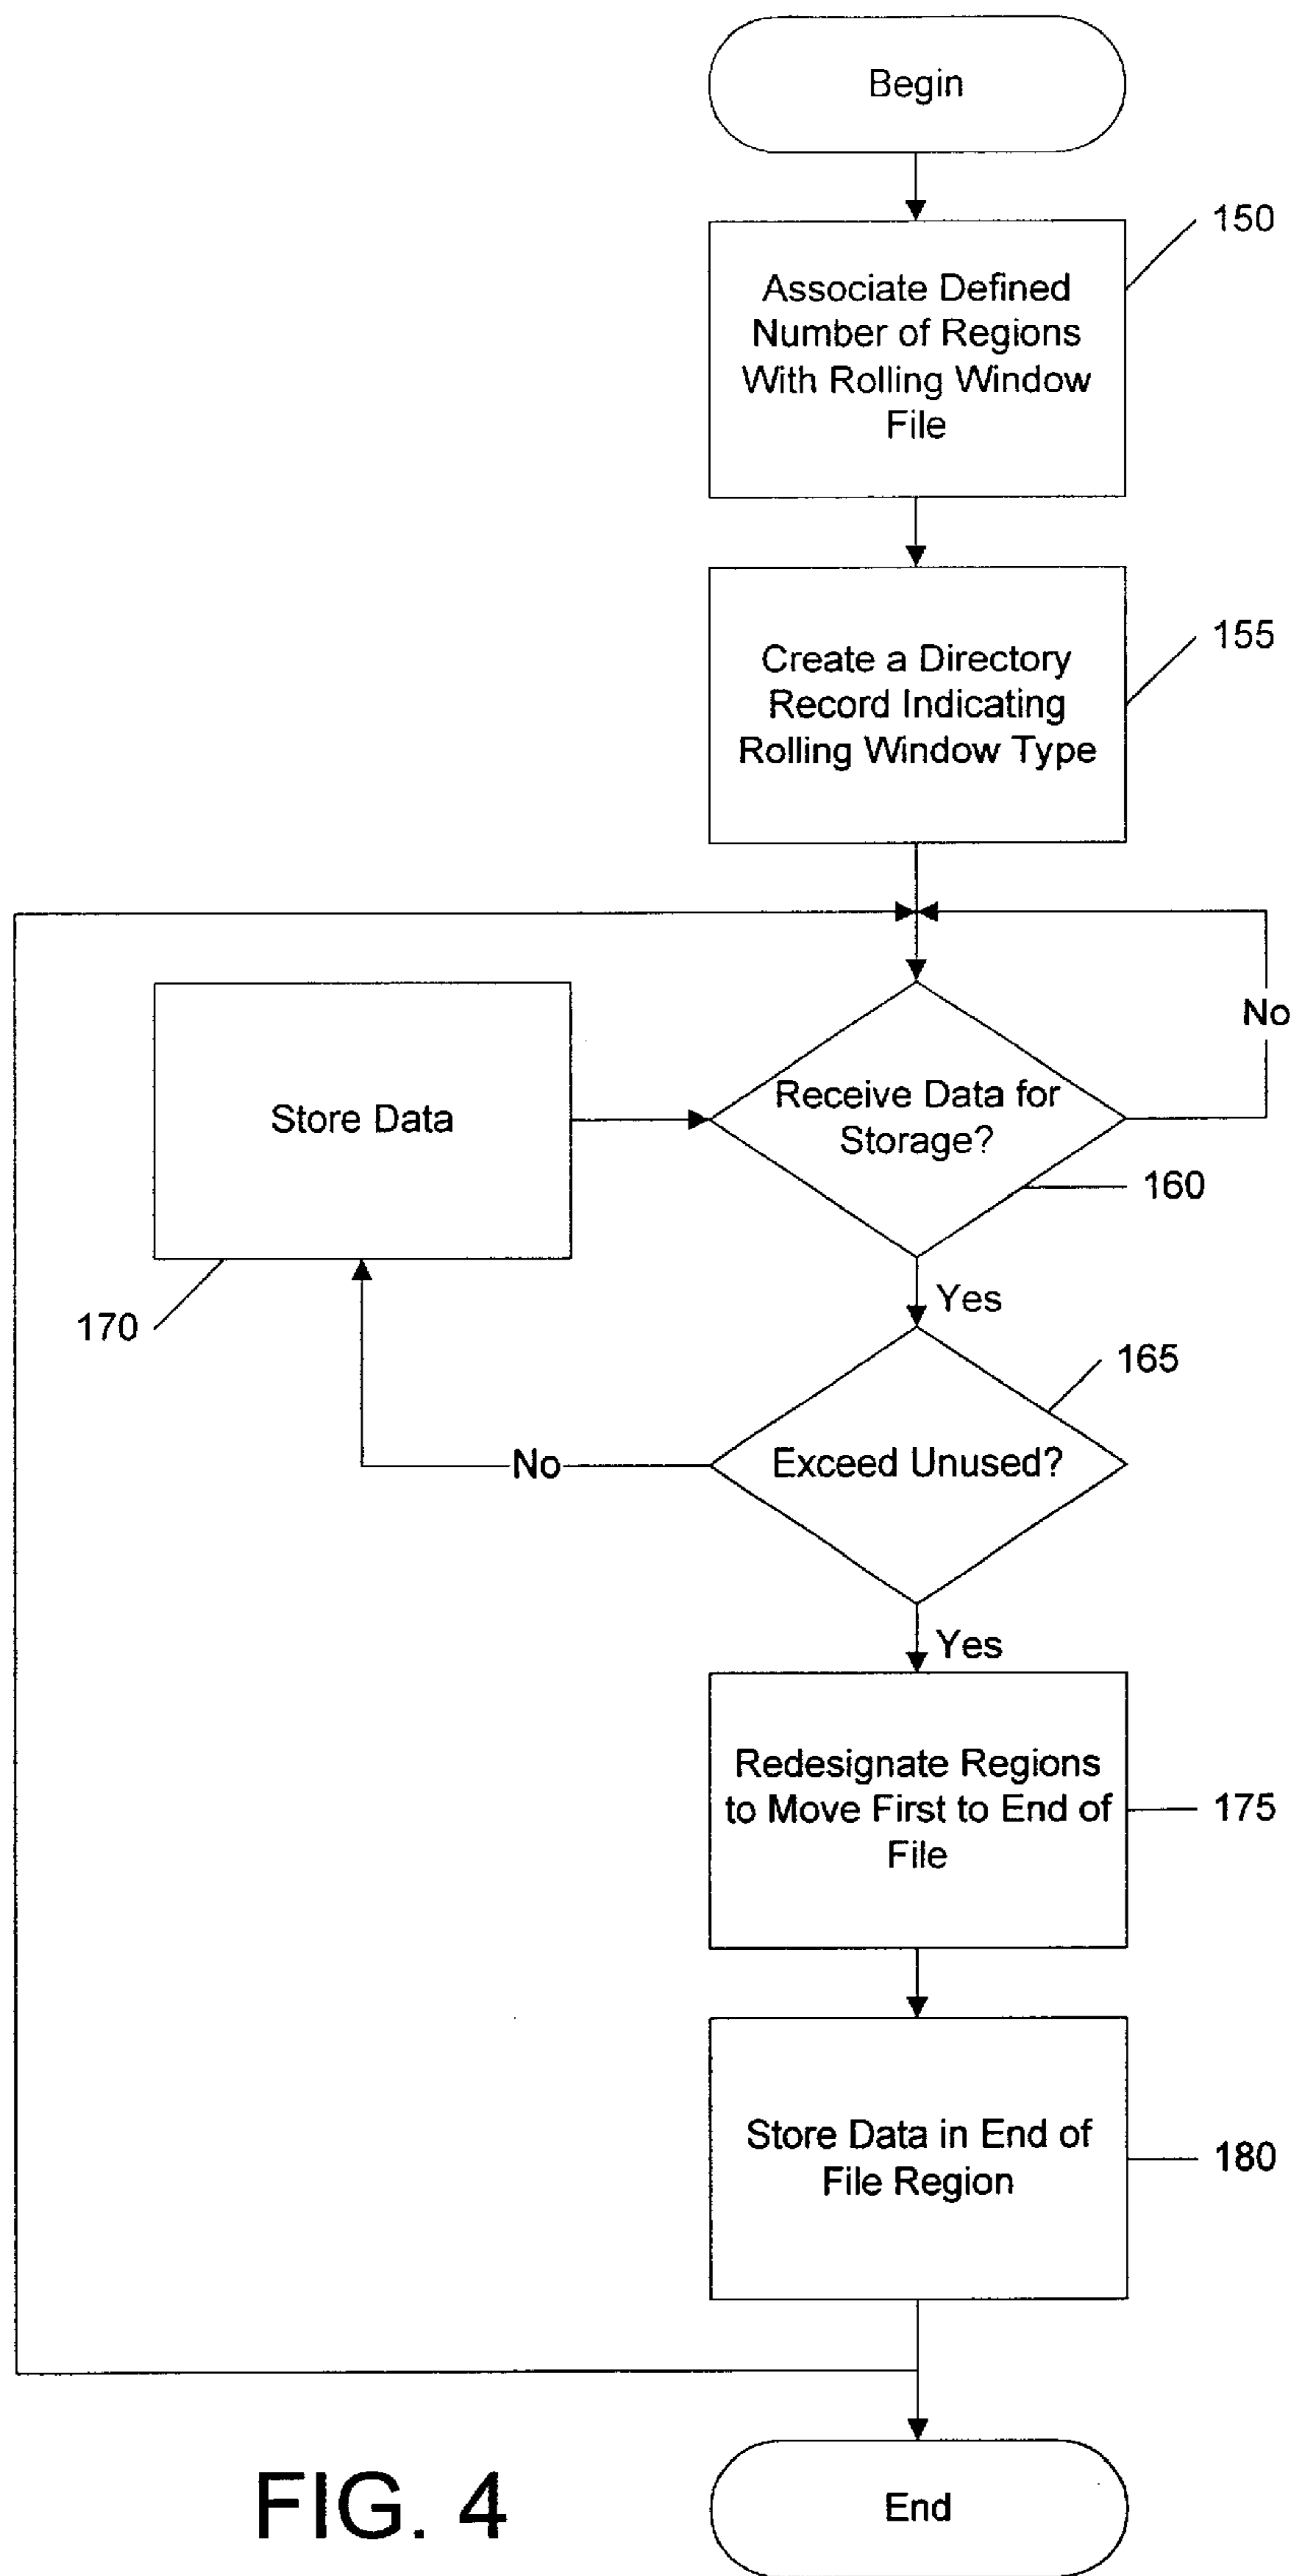 Begin
150
Associate Defined
Number of Regions
With Rolling Window
File
155
Create a Directory
Record Indicating
Rolling Window Type
No
Store Data
Receive Data for
Storage?
160
170
Yes
165
No
Exceed Unused?
Yes
Redesignate Regions
to Move First to End of
File
175
Store Data in End of
File Region
180
End
FIG. 4